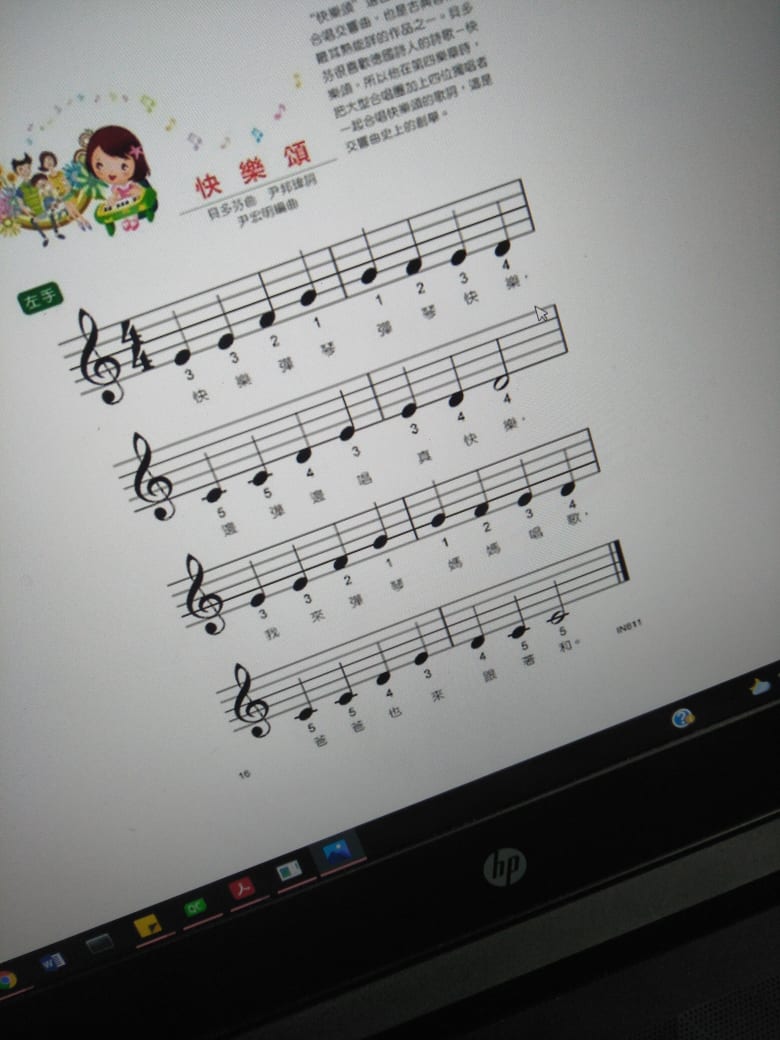 "快樂頌"
合唱交響曲，也是古典音
最耳熟能詳的作品之一。貝多
芬很喜歡德國詩人的詩歌－快
樂頌，所以他在第四樂章時，
把大型合唱團加上四位獨唱者
一起合唱快樂頌的歌詞，這是
交響曲史上的創舉。
快樂頌
貝多芬曲 尹邦瑋詞
尹宏明編曲
左手
4
4
3 3 2 1 1 2 3 4
快 樂 彈 琴 彈 琴 快 樂，
5 5 4 3 3 4 4
邊 彈 邊 唱 真 快 樂，
3 3 2 1 1 2 3 4
我 來 彈 琴 媽 媽 唱 歌，
5 5 4 3 4 5 5
爸 爸 也 來 跟 著 和。
IN611
16
hp